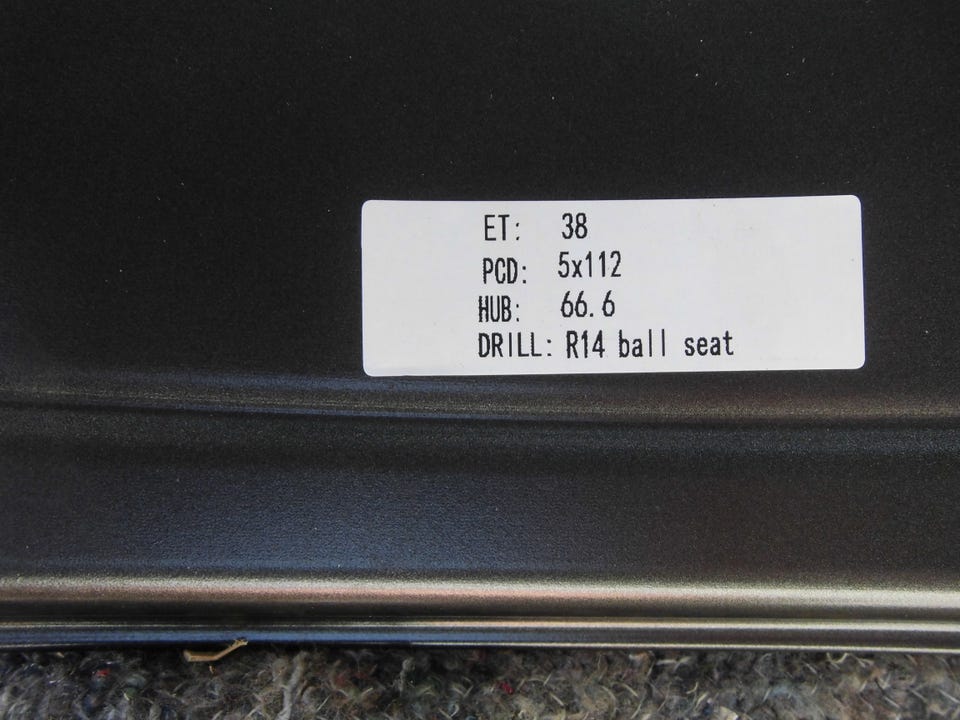 ET: 38
PCD: 5x112
HUB: 66.6
DRILL: R14 ball seat